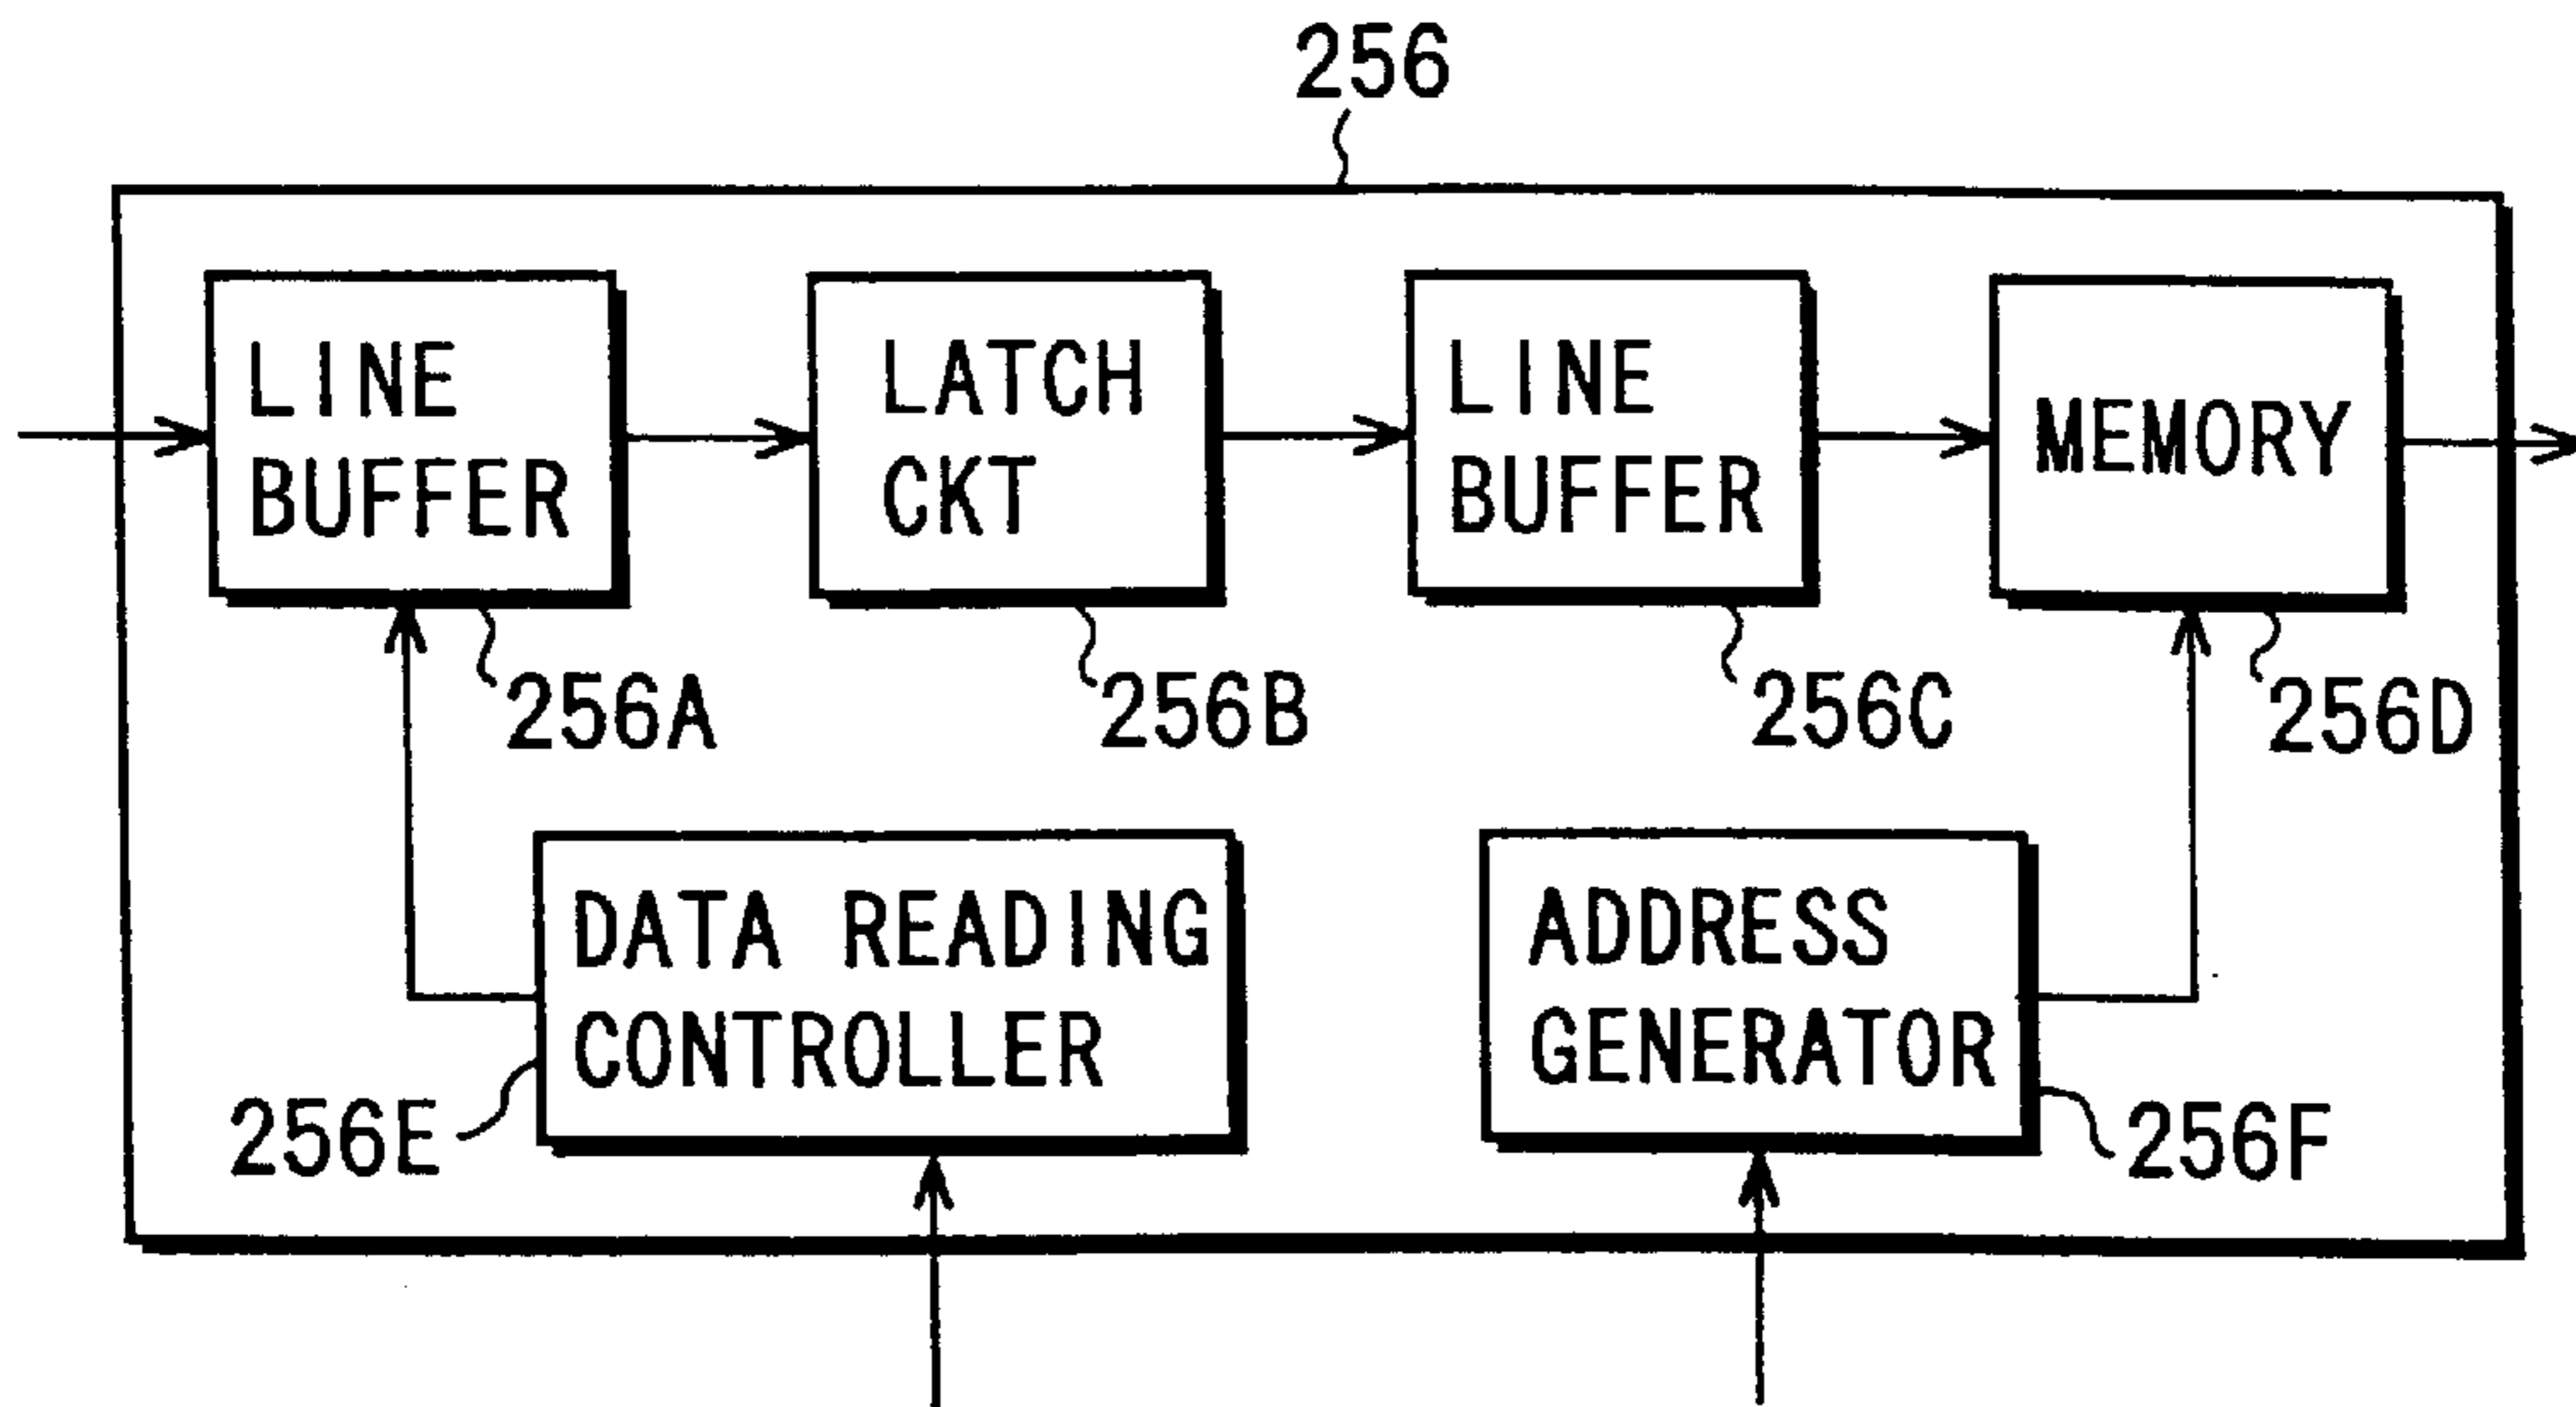 256
LINE
BUFFER
LATCH
CKT
LINE
BUFFER
MEMORY
256A
256B
256C
256D
DATA READING
CONTROLLER
ADDRESS
GENERATOR
256E
256F